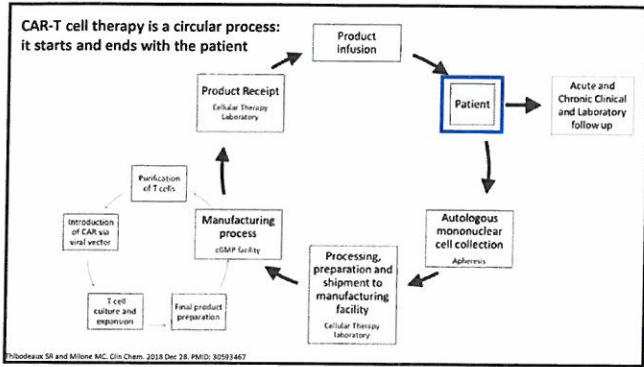 CAR-T cell therapy is a circular process:
it starts and ends with the patient
Product
infusion
Patient
Acute and
Chronic Clinical
and Laboratory
follow up
Autologous
mononuclear
cell collection
Apheresis
Processing,
preparation and
shipment to
manufacturing
facility
Cellular Therapy
laboratory
Manufacturing
process
cGMP facility
Purification
of T cells
Introduction
of CAR via
viral vector
T cell
culture and
expansion
Final product
preparation
Product Receipt
Cellular Therapy
Laboratory
Thibodeaux SR and Milone MC. Clin Chem. 2018 Dec 28. PMID: 30593467